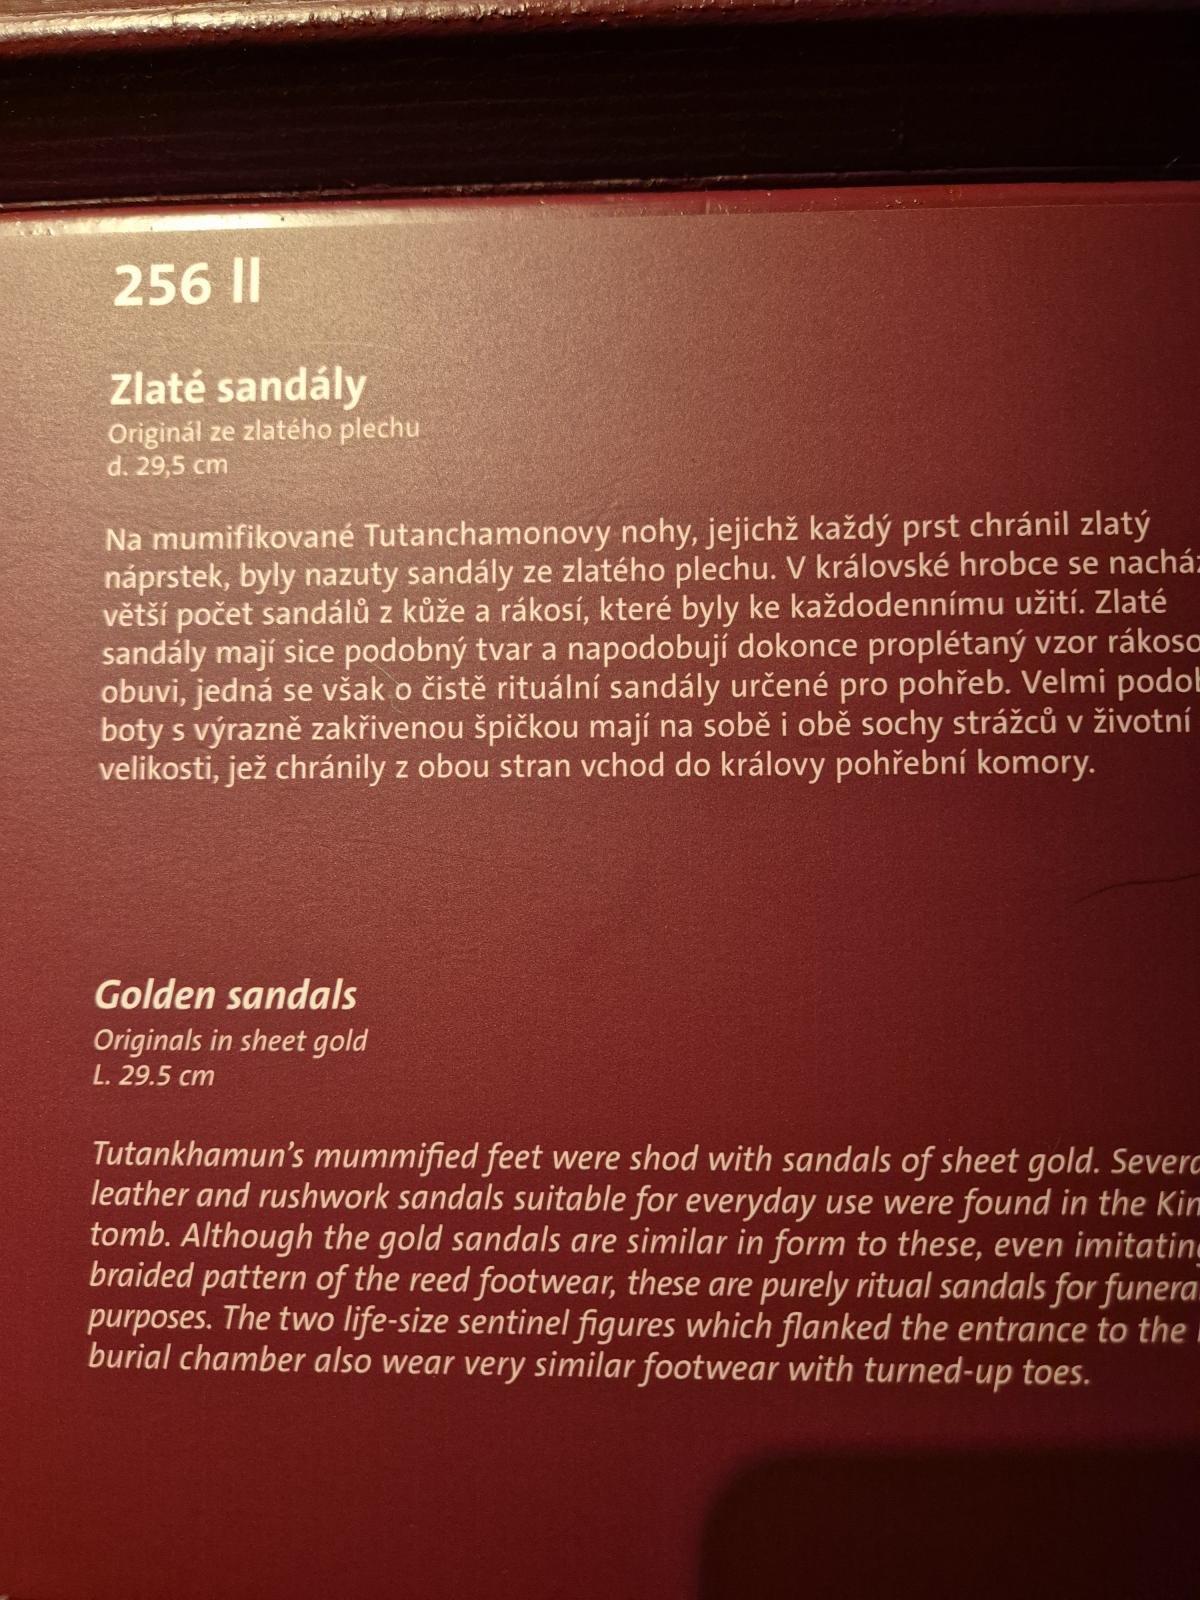 256 ll
Zlaté sandály
Originál ze zlatého plechu
d. 29,5 cm
Na mumifikované Tutanchamonovy nohy, jejichž každý prst chránil zlatý
náprstek, byly nazuty sandály ze zlatého plechu. V královské hrobce se
větší počet sandálů z kůže a rákosí, které byly ke každodennímu užití. Zlaté
sandály mají sice podobný tvar a napodobují dokonce proplétaný vzor
obuvi, jedná se však o čistě rituální sandály určené pro pohřeb. Velmi
boty s výrazně zakřivenou špičkou mají na sobě i obě sochy strážců v životní
velikosti, jež chránily z obou stran vchod do královy pohřební komory.
Golden sandals
Originals in sheet gold
L. 29.5 cm
Tutankhamun's mummified feet were shod with sandals of sheet gold.
leather and rushwork sandals suitable for everyday use were found in the
tomb. Although the gold sandals are similar in form to these, even
braided pattern of the reed footwear, these are purely ritual sandals for
purposes. The two life-size sentinel figures which flanked the entrance to the
burial chamber also wear very similar footwear with turned-up toes.